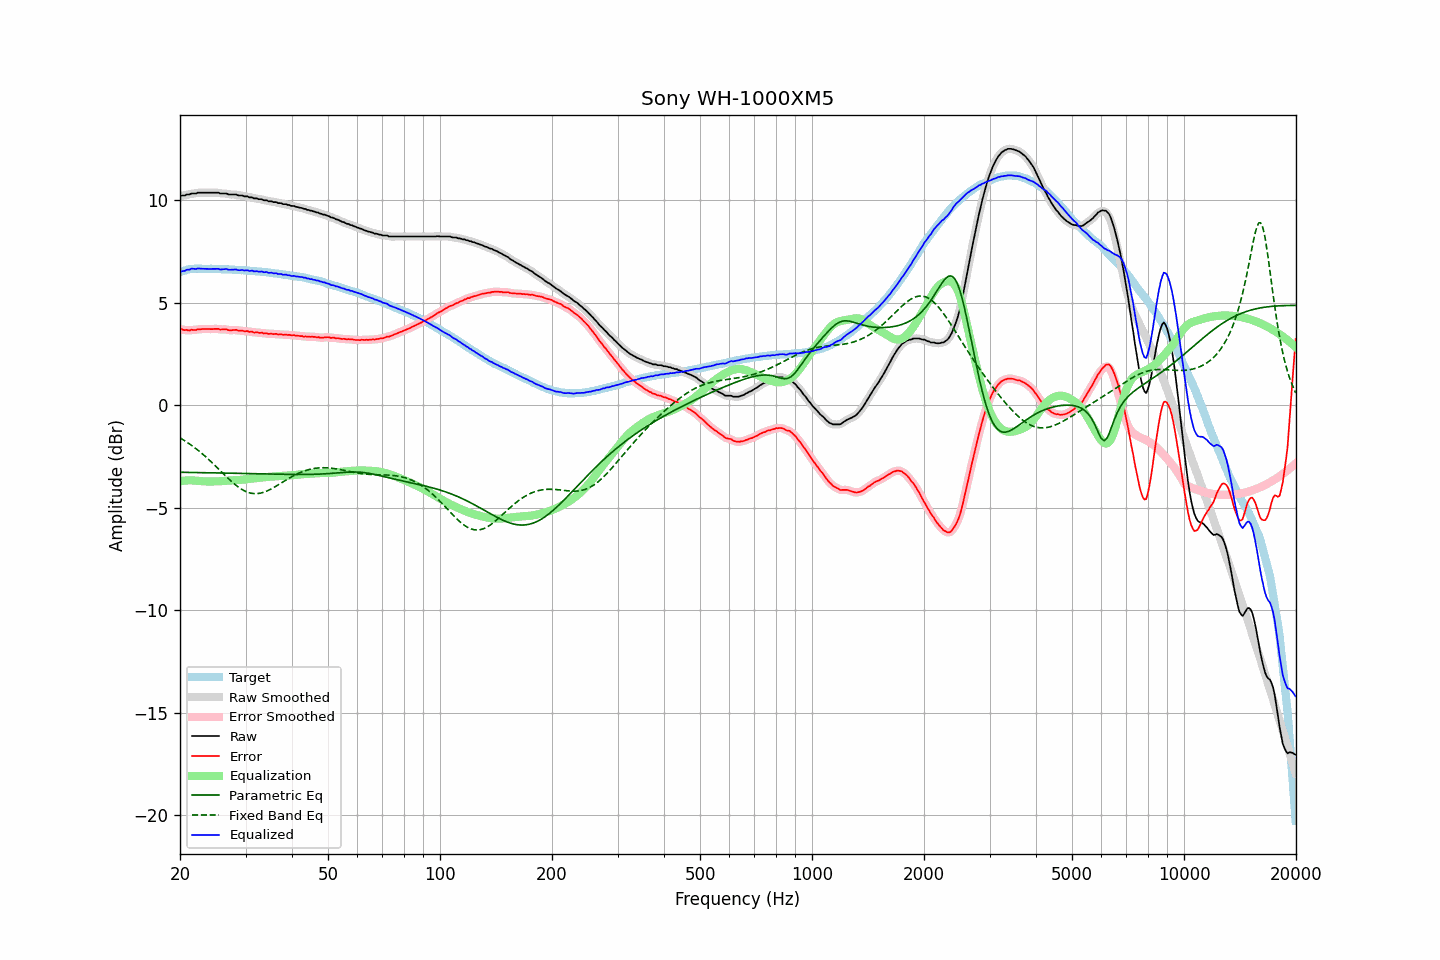 Sony WH-1000XM5
Amplitude (dBr)
10
5
0
−5
−10
−15
−20
Target
Raw Smoothed
Error Smoothed
Raw
Error
Equalization
Parametric Eq
Fixed Band Eq
Equalized
20 50 100 200 500 1000 2000 5000 10000 20000
Frequency (Hz)